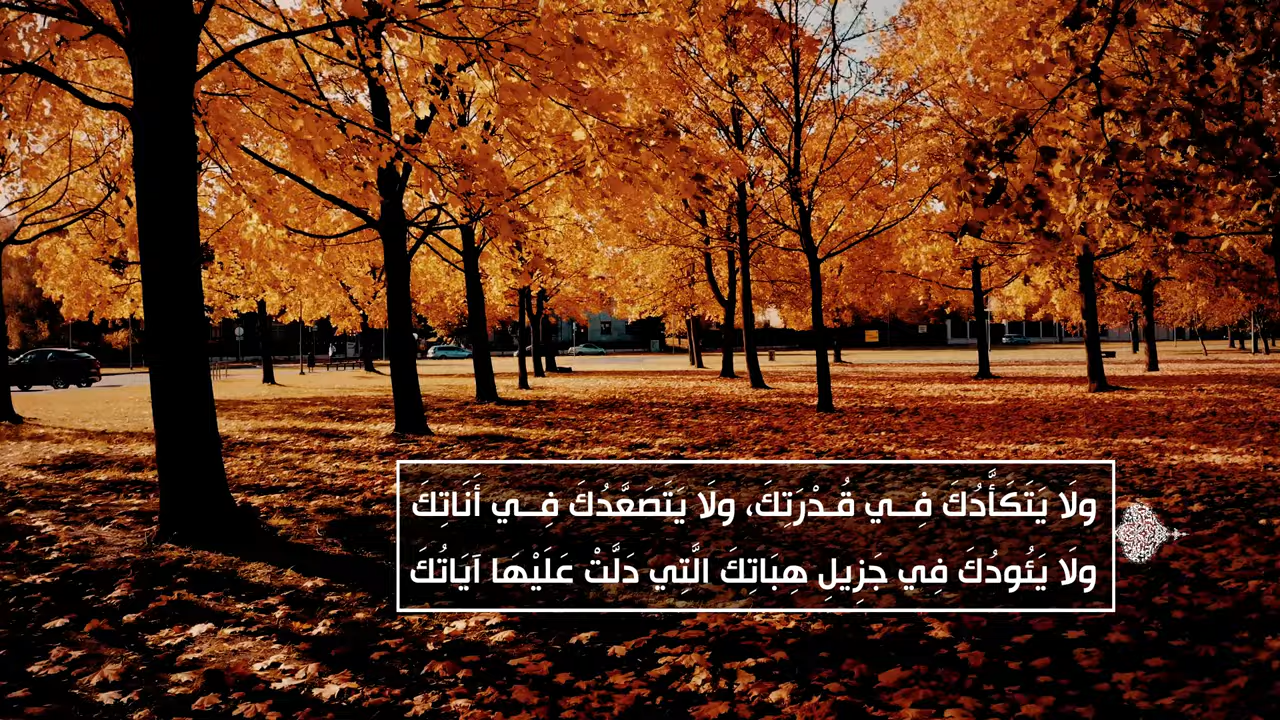 ولَا يَتَكَأَّدُكَ فِـي قُـدْرَتِكَ، ولَا يَتَصَعَّدُكَ فِـي أَنَاتِكَ
ولَا يَئُودُكَ فِي جَزِيلِ هِبَاتِكَ الَّتِي دَلَّتْ عَلَيْهَا آيَاتُكَ